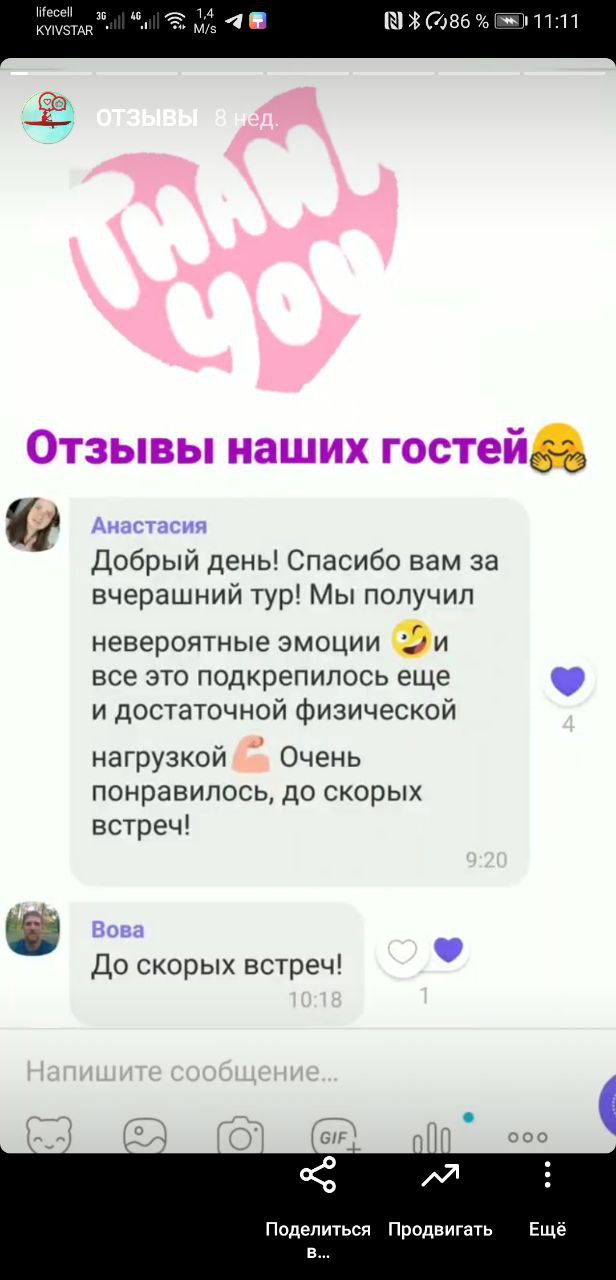 lifecell
KYIVSTAR
3G 4G 1,4 M/s 86 % 11:11
ОТЗЫВЫ 8 нед.
THANK
YOU
Отзывы наших гостей🤗
Анастасия
Добрый день! Спасибо вам за
вчерашний тур! Мы получил
невероятные эмоции 🤪и
все это подкрепилось еще
и достаточной физической
нагрузкой💪 Очень
понравилось, до скорых
встреч!
9:20
4
Вова
До скорых встреч!
10:18
1
Напишите сообщение...
GIF
Поделиться
в...
Продвигать
Ещё